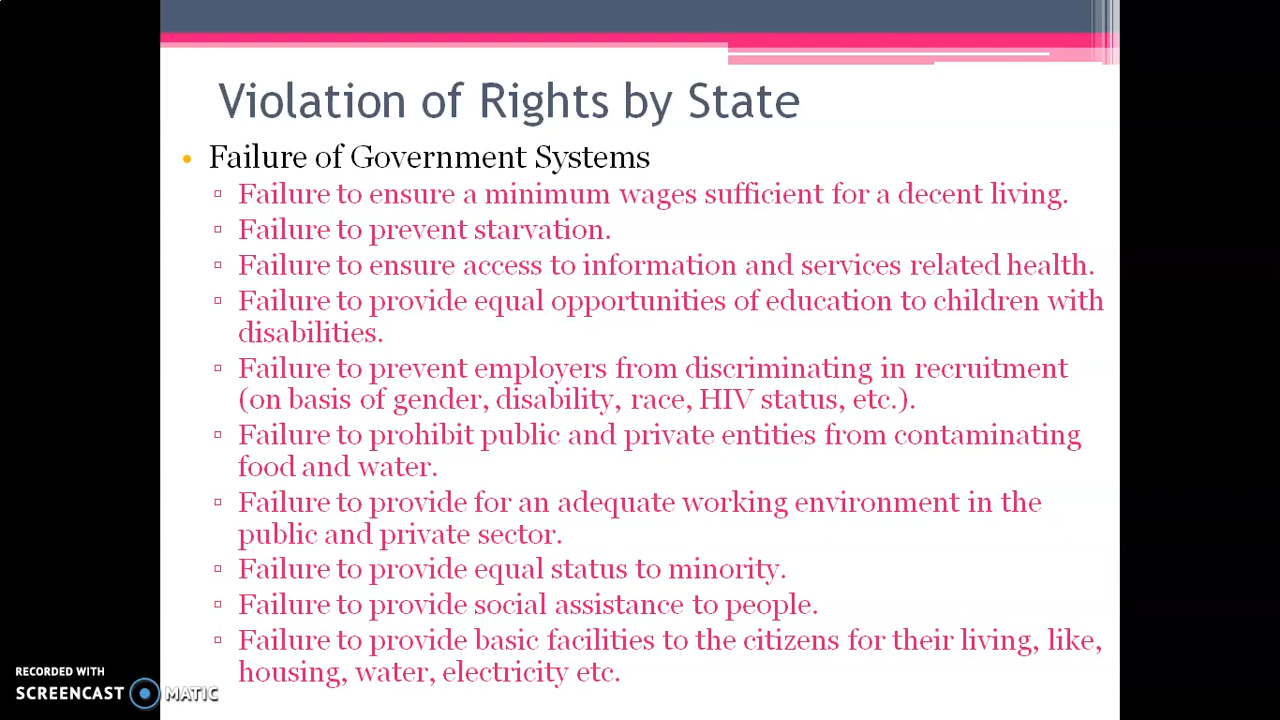 Violation of Rights by State
• Failure of Government Systems
▫ Failure to ensure a minimum wages sufficient for a decent living.
▫ Failure to prevent starvation.
▫ Failure to ensure access to information and services related health.
▫ Failure to provide equal opportunities of education to children with
disabilities.
▫ Failure to prevent employers from discriminating in recruitment
(on basis of gender, disability, race, HIV status, etc.).
▫ Failure to prohibit public and private entities from contaminating
food and water.
▫ Failure to provide for an adequate working environment in the
public and private sector.
▫ Failure to provide equal status to minority.
▫ Failure to provide social assistance to people.
▫ Failure to provide basic facilities to the citizens for their living, like,
housing, water, electricity etc.
RECORDED WITH
SCREENCAST MATIC